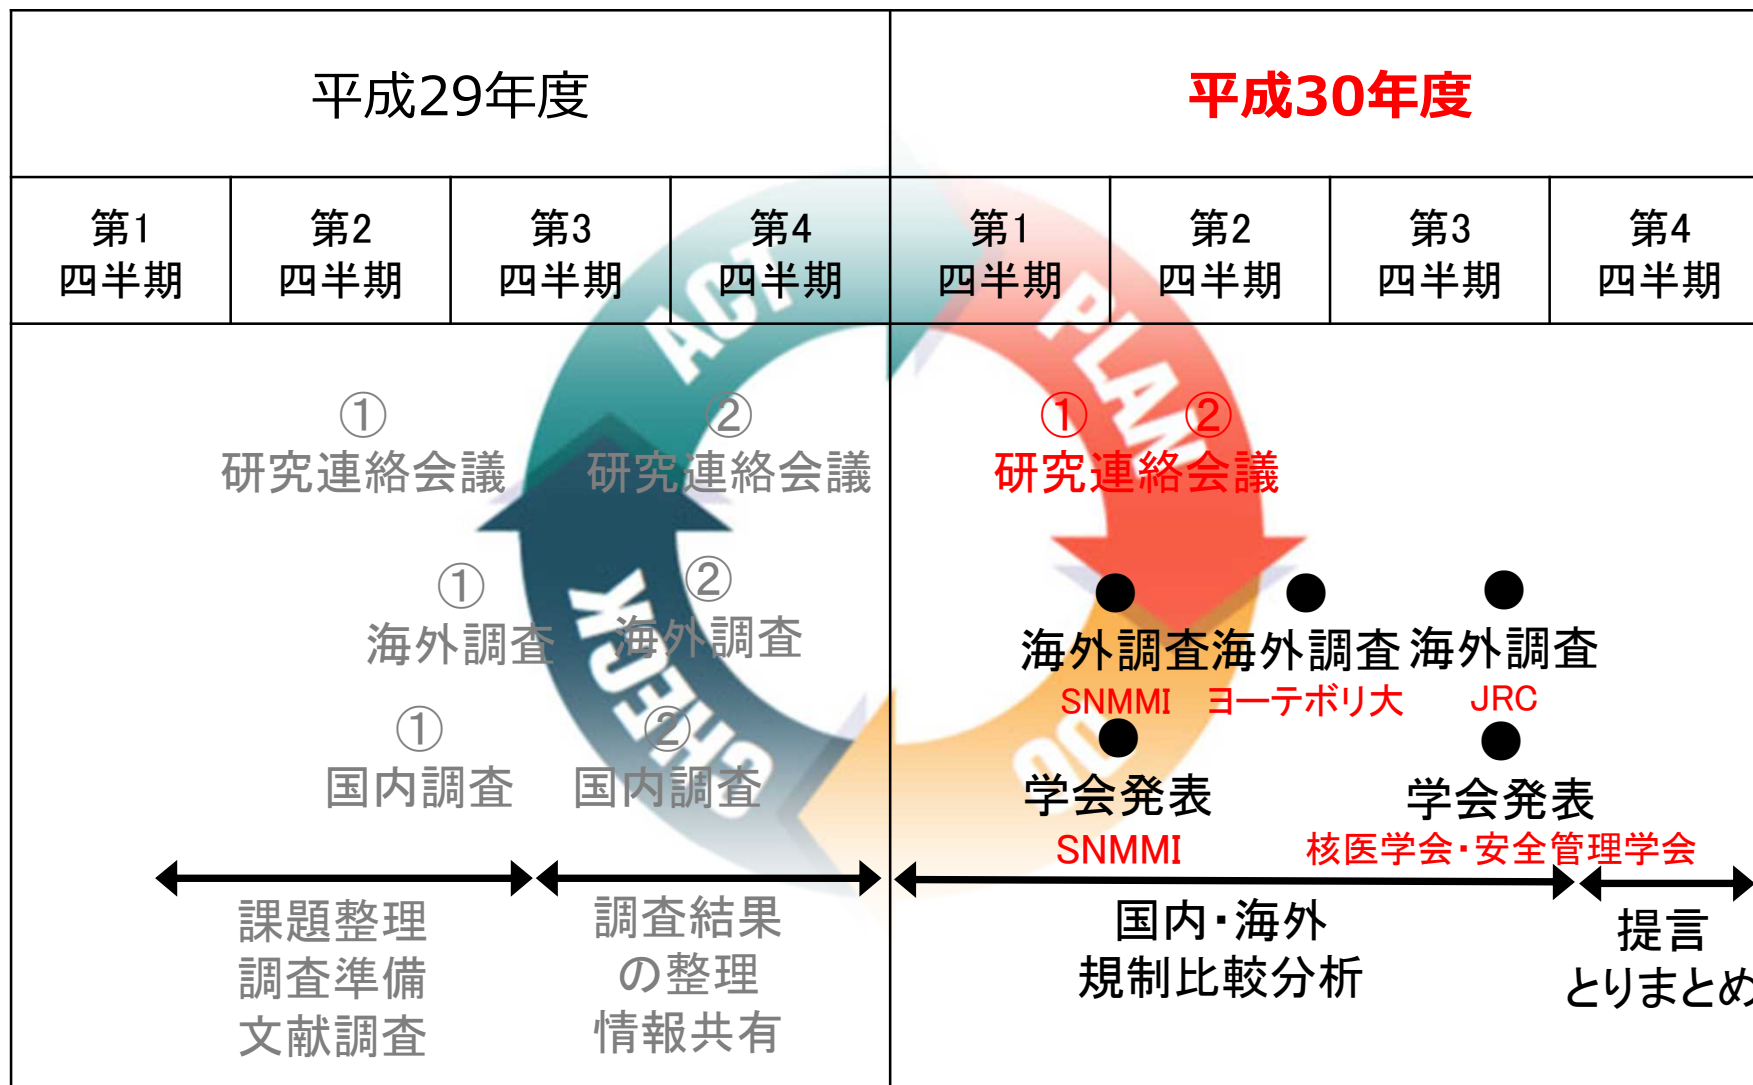 平成29年度
平成30年度
第1
四半期
第2
四半期
第3
四半期
第4
四半期
第1
四半期
第2
四半期
第3
四半期
第4
四半期
ACT
PLAN
CHECK
DO
①
研究連絡会議
②
研究連絡会議
① ②
研究連絡会議
①
海外調査
②
海外調査
海外調査
SNMMI
海外調査
ヨーテボリ大
海外調査
JRC
①
国内調査
②
国内調査
学会発表
SNMMI
学会発表
核医学会・安全管理学会
課題整理
調査準備
文献調査
調査結果
の整理
情報共有
国内・海外
規制比較分析
提言
とりまとめ